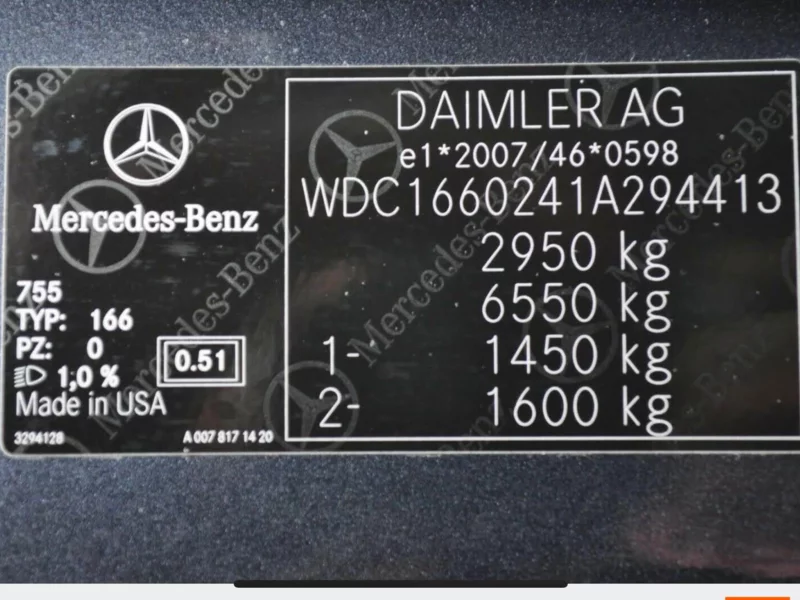 Mercedes-Benz
755
TYP: 166
PZ: 0
1,0 %
0.51
Made in USA
3294128
A 007 817 14 20
DAIMLER AG
e1*2007/46*0598
WDC1660241A294413
2950 kg
6550 kg
1- 1450 kg
2- 1600 kg